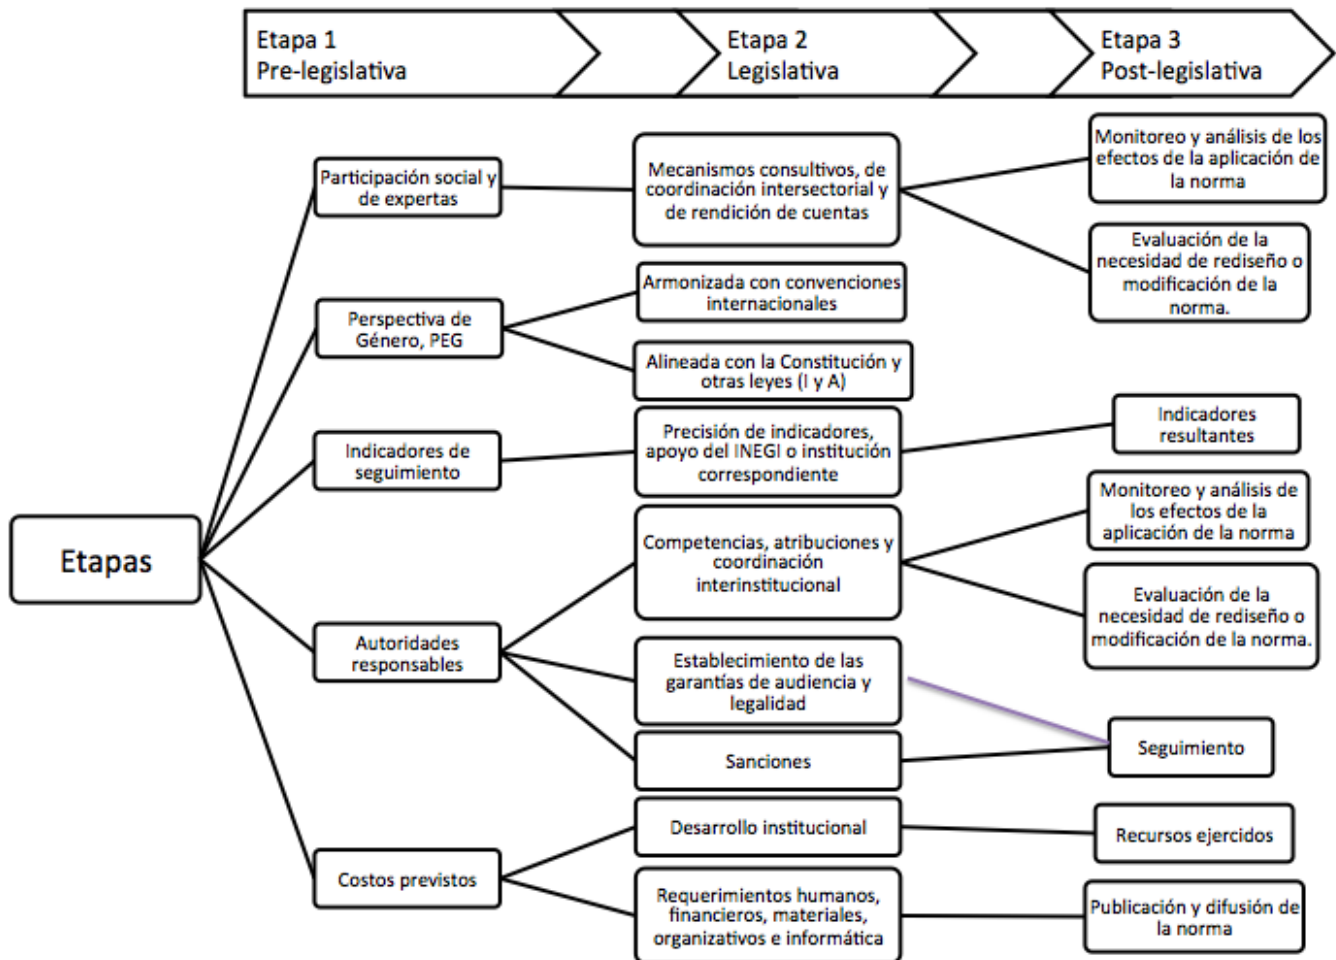 Etapa 1
Pre-legislativa
Etapa 2
Legislativa
Etapa 3
Post-legislativa
Etapas
Participación social y
de expertas
Perspectiva de
Género, PEG
Indicadores de
seguimiento
Autoridades
responsables
Costos previstos
Mecanismos consultivos, de
coordinación intersectorial y
de rendición de cuentas
Armonizada con convenciones
internacionales
Alineada con la Constitución y
otras leyes (I y A)
Precisión de indicadores,
apoyo del INEGI o institución
correspondiente
Competencias, atribuciones y
coordinación
interinstitucional
Establecimiento de las
garantías de audiencia y
legalidad
Sanciones
Desarrollo institucional
Requerimientos humanos,
financieros, materiales,
organizativos e informática
Monitoreo y análisis de los
efectos de la aplicación de
la norma
Evaluación de la
necesidad de rediseño o
modificación de la
norma.
Indicadores
resultantes
Monitoreo y análisis de
los efectos de la
aplicación de la norma
Evaluación de la
necesidad de rediseño o
modificación de la norma.
Seguimiento
Recursos ejercidos
Publicación y difusión de
la norma